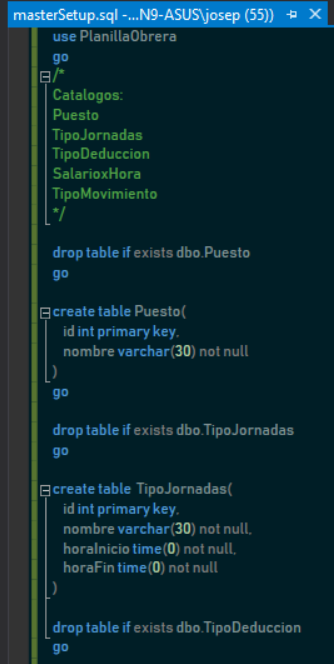 masterSetup.sql -...N9-ASUS\josep (55))
use PlanillaObrera
go
/*
Catalogos:
Puesto
TipoJornadas
TipoDeduccion
SalarioxHora
TipoMovimiento
*/
drop table if exists dbo.Puesto
go
create table Puesto(
id int primary key,
nombre varchar(30) not null
)
go
drop table if exists dbo.TipoJornadas
go
create table TipoJornadas(
id int primary key,
nombre varchar(30) not null,
horaInicio time(0) not null,
horaFin time(0) not null
)
drop table if exists dbo.TipoDeduccion
go